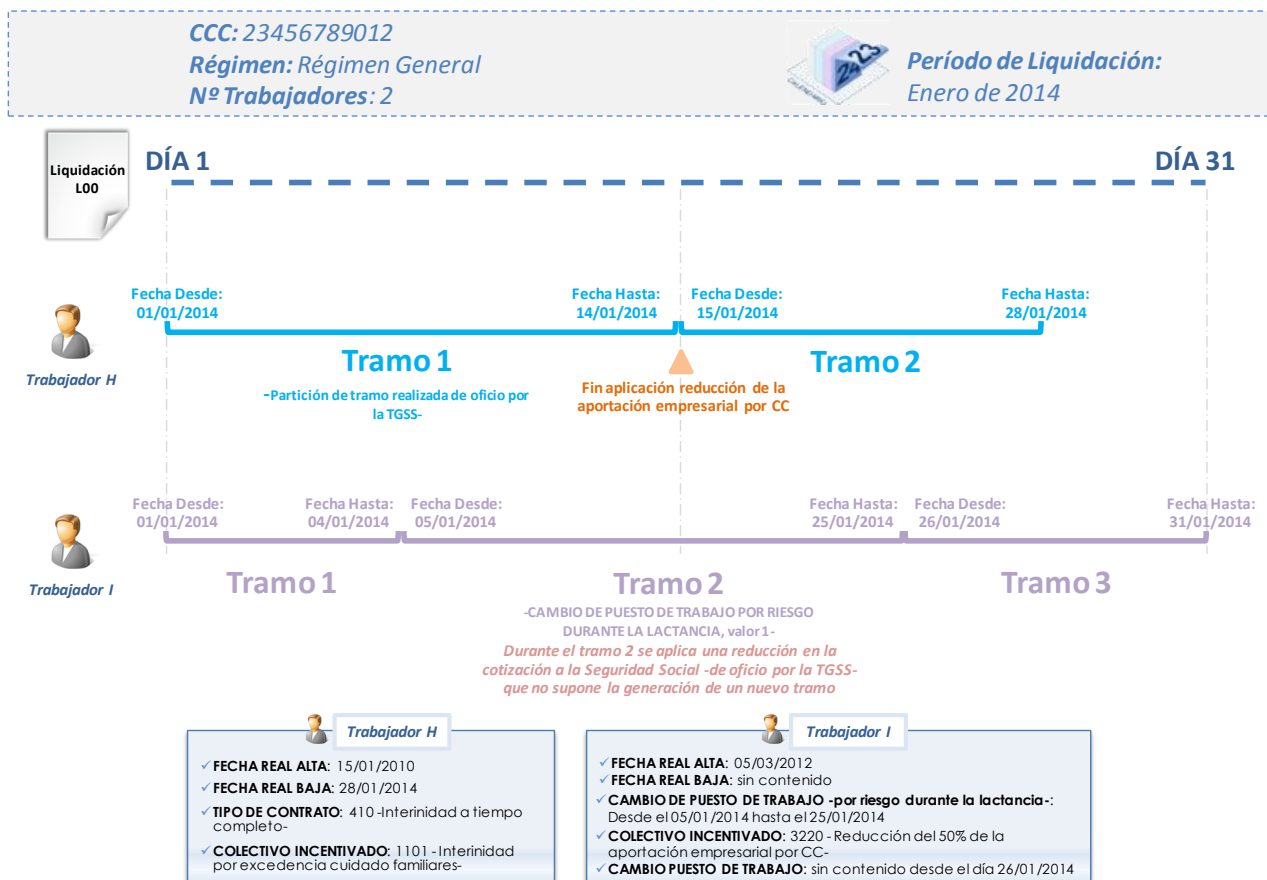 CCC: 23456789012
Régimen: Régimen General
Nº Trabajadores: 2
24 23
CALENDARIO
Período de Liquidación:
Enero de 2014
Liquidación
L00
DÍA 1
DÍA 31
Fecha Desde:
01/01/2014
Fecha Hasta:
14/01/2014
Fecha Desde:
15/01/2014
Fecha Hasta:
28/01/2014
Trabajador H
Tramo 1
-Partición de tramo realizada de oficio por
la TGSS-
Fin aplicación reducción de la
aportación empresarial por CC
Tramo 2
Fecha Desde:
01/01/2014
Fecha Hasta:
04/01/2014
Fecha Desde:
05/01/2014
Fecha Hasta:
25/01/2014
Fecha Desde:
26/01/2014
Fecha Hasta:
31/01/2014
Trabajador I
Tramo 1
Tramo 2
Tramo 3
-CAMBIO DE PUESTO DE TRABAJO POR RIESGO
DURANTE LA LACTANCIA, valor 1-
Durante el tramo 2 se aplica una reducción en la
cotización a la Seguridad Social -de oficio por la TGSS-
que no supone la generación de un nuevo tramo
Trabajador H
✓FECHA REAL ALTA: 15/01/2010
✓FECHA REAL BAJA: 28/01/2014
✓TIPO DE CONTRATO: 410 -Interinidad a tiempo
completo-
✓COLECTIVO INCENTIVADO: 1101 - Interinidad
por excedencia cuidado familiares-
Trabajador I
✓FECHA REAL ALTA: 05/03/2012
✓FECHA REAL BAJA: sin contenido
✓CAMBIO DE PUESTO DE TRABAJO -por riesgo durante la lactancia-:
Desde el 05/01/2014 hasta el 25/01/2014
✓COLECTIVO INCENTIVADO: 3220 - Reducción del 50% de la
aportación empresarial por CC-
✓CAMBIO PUESTO DE TRABAJO: sin contenido desde el día 26/01/2014